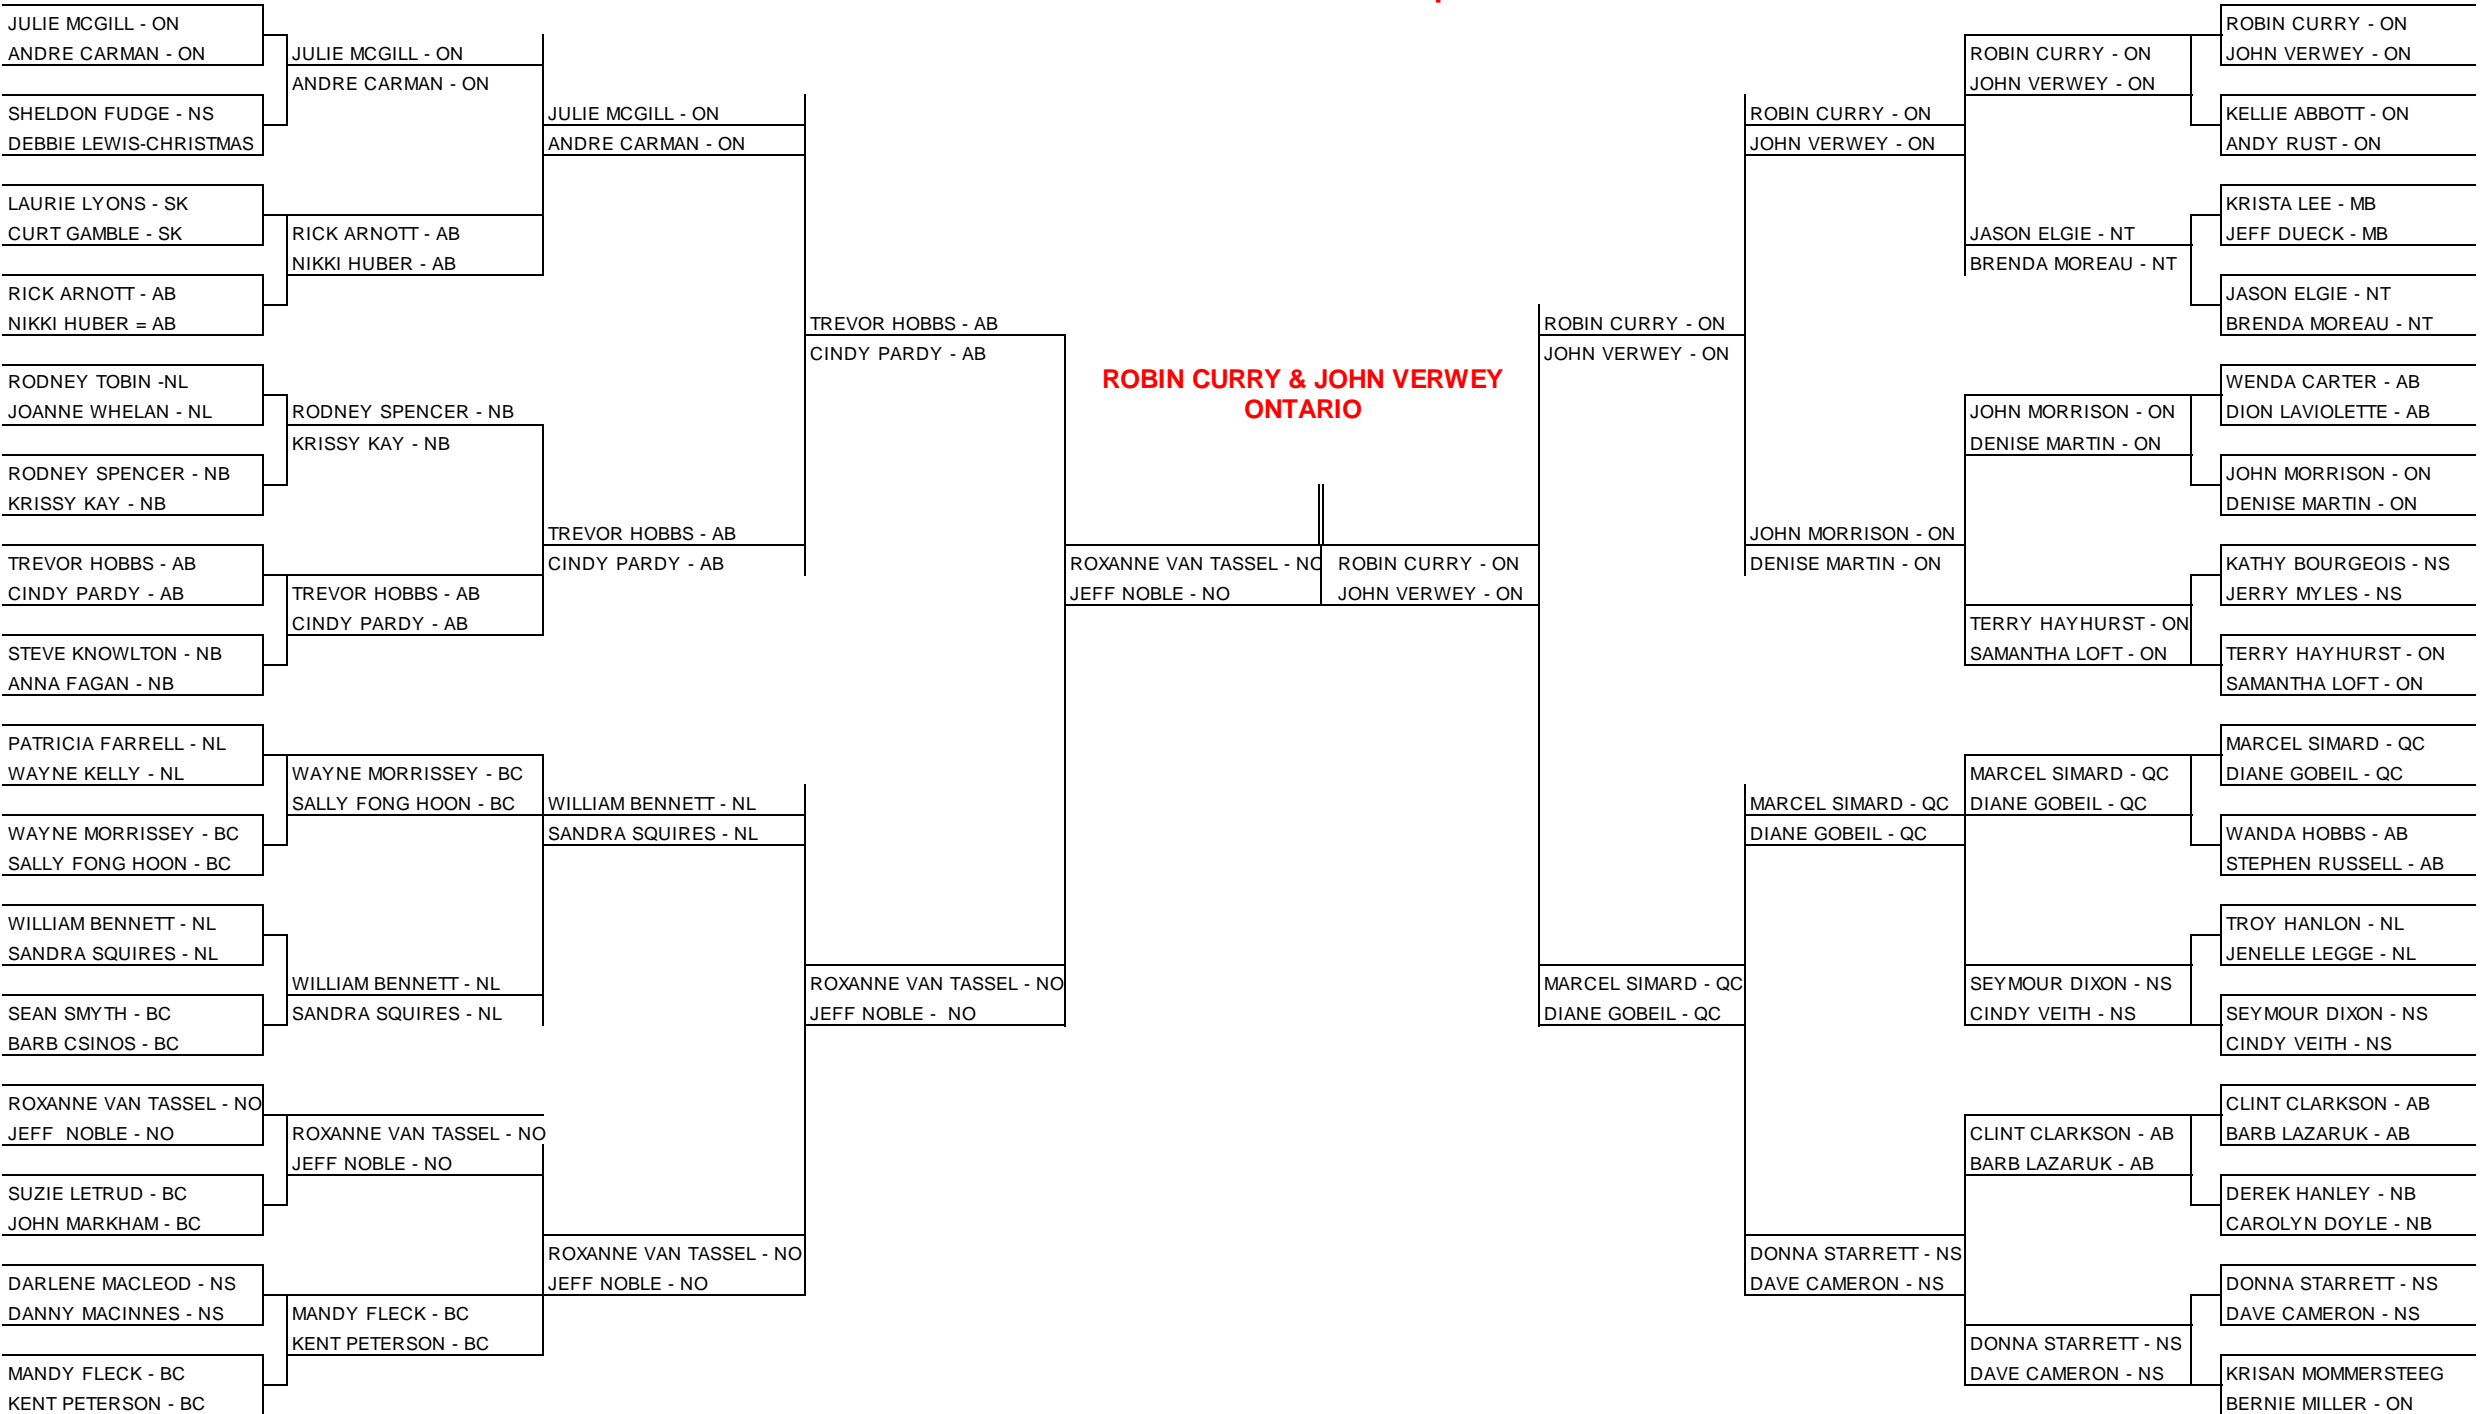 JULIE MCGILL - ON
ANDRE CARMAN - ON
SHELDON FUDGE - NS
DEBBIE LEWIS-CHRISTMAS
LAURIE LYONS - SK
CURT GAMBLE - SK
RICK ARNOTT - AB
NIKKI HUBER = AB
RODNEY TOBIN -NL
JOANNE WHELAN - NL
RODNEY SPENCER - NB
KRISSY KAY - NB
TREVOR HOBBS - AB
CINDY PARDY - AB
STEVE KNOWLTON - NB
ANNA FAGAN - NB
PATRICIA FARRELL - NL
WAYNE KELLY - NL
WAYNE MORRISSEY - BC
SALLY FONG HOON - BC
WILLIAM BENNETT - NL
SANDRA SQUIRES - NL
SEAN SMYTH - BC
BARB CSINOS - BC
ROXANNE VAN TASSEL - NO
JEFF  NOBLE - NO
SUZIE LETRUD - BC
JOHN MARKHAM - BC
DARLENE MACLEOD - NS
DANNY MACINNES - NS
MANDY FLECK - BC
KENT PETERSON - BC
JULIE MCGILL - ON
ANDRE CARMAN - ON
RICK ARNOTT - AB
NIKKI HUBER - AB
RODNEY SPENCER - NB
KRISSY KAY - NB
TREVOR HOBBS - AB
CINDY PARDY - AB
WAYNE MORRISSEY - BC
SALLY FONG HOON - BC
WILLIAM BENNETT - NL
SANDRA SQUIRES - NL
ROXANNE VAN TASSEL - NO
JEFF NOBLE - NO
MANDY FLECK - BC
KENT PETERSON - BC
JULIE MCGILL - ON
ANDRE CARMAN - ON
TREVOR HOBBS - AB
CINDY PARDY - AB
WILLIAM BENNETT - NL
SANDRA SQUIRES - NL
ROXANNE VAN TASSEL - NO
JEFF NOBLE - NO
TREVOR HOBBS - AB
CINDY PARDY - AB
ROXANNE VAN TASSEL - NO
JEFF NOBLE -  NO
ROBIN CURRY & JOHN VERWEY
ONTARIO
ROXANNE VAN TASSEL - NO
JEFF NOBLE - NO
ROBIN CURRY - ON
JOHN VERWEY - ON
ROBIN CURRY - ON
JOHN VERWEY - ON
MARCEL SIMARD - QC
DIANE GOBEIL - QC
ROBIN CURRY - ON
JOHN VERWEY - ON
JOHN MORRISON - ON
DENISE MARTIN - ON
MARCEL SIMARD - QC
DIANE GOBEIL - QC
DONNA STARRETT - NS
DAVE CAMERON - NS
ROBIN CURRY - ON
JOHN VERWEY - ON
JASON ELGIE - NT
BRENDA MOREAU - NT
JOHN MORRISON - ON
DENISE MARTIN - ON
TERRY HAYHURST - ON
SAMANTHA LOFT - ON
MARCEL SIMARD - QC
DIANE GOBEIL - QC
SEYMOUR DIXON - NS
CINDY VEITH - NS
CLINT CLARKSON - AB
BARB LAZARUK - AB
DONNA STARRETT - NS
DAVE CAMERON - NS
ROBIN CURRY - ON
JOHN VERWEY - ON
KELLIE ABBOTT - ON
ANDY RUST - ON
KRISTA LEE - MB
JEFF DUECK - MB
JASON ELGIE - NT
BRENDA MOREAU - NT
WENDA CARTER - AB
DION LAVIOLETTE - AB
JOHN MORRISON - ON
DENISE MARTIN - ON
KATHY BOURGEOIS - NS
JERRY MYLES - NS
TERRY HAYHURST - ON
SAMANTHA LOFT - ON
MARCEL SIMARD - QC
DIANE GOBEIL - QC
WANDA HOBBS - AB
STEPHEN RUSSELL - AB
TROY HANLON - NL
JENELLE LEGGE - NL
SEYMOUR DIXON - NS
CINDY VEITH - NS
CLINT CLARKSON - AB
BARB LAZARUK - AB
DEREK HANLEY - NB
CAROLYN DOYLE - NB
DONNA STARRETT - NS
DAVE CAMERON - NS
KRISAN MOMMERSTEEG
BERNIE MILLER - ON